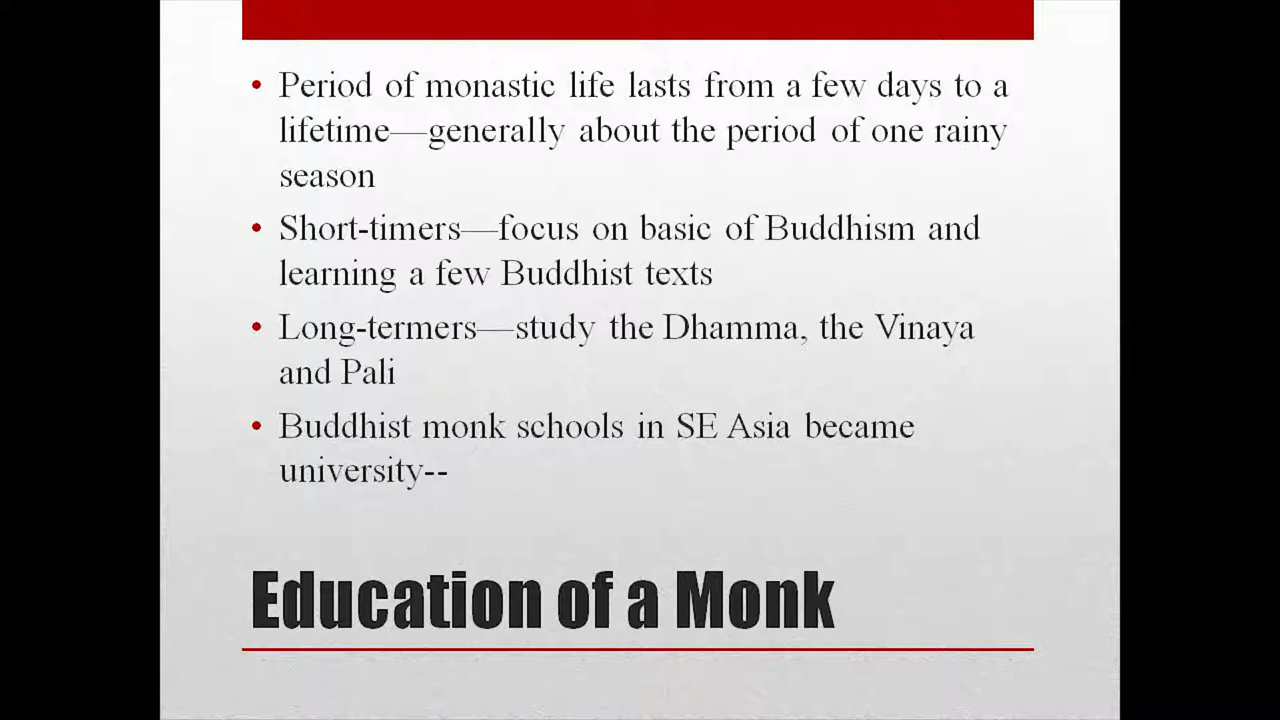 • Period of monastic life lasts from a few days to a
lifetime—generally about the period of one rainy
season
• Short-timers—focus on basic of Buddhism and
learning a few Buddhist texts
• Long-termers—study the Dhamma, the Vinaya
and Pali
• Buddhist monk schools in SE Asia became
university--
Education of a Monk